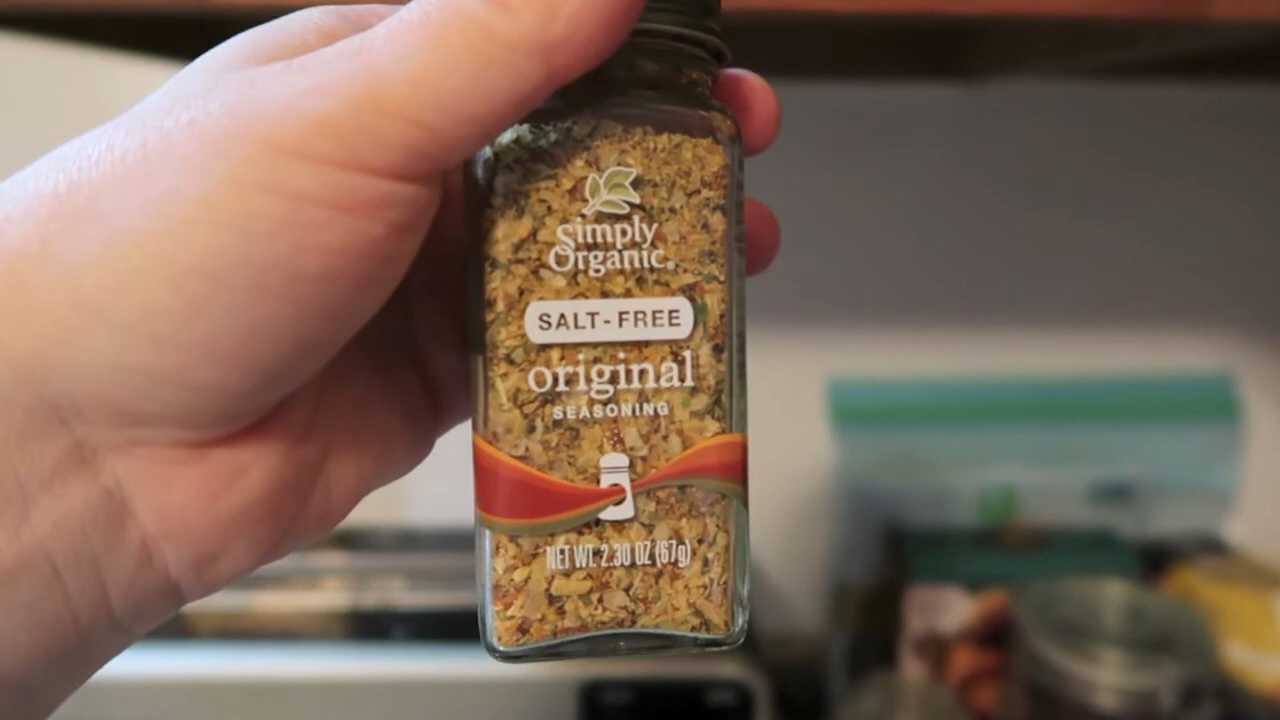 Simply
Organic®
SALT-FREE
original
SEASONING
NET WT. 2.30 OZ (67g)